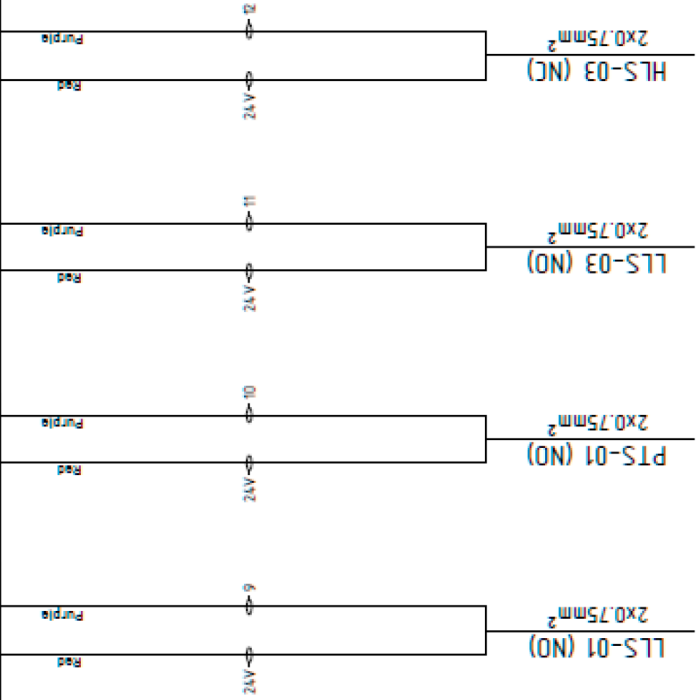 24V
Red
LLS-01 (NO)
2x0.75mm²
Purple
9
24V
Red
PTS-01 (NO)
2x0.75mm²
Purple
10
24V
Red
LLS-03 (NO)
2x0.75mm²
Purple
11
24V
Red
HLS-03 (NC)
2x0.75mm²
Purple
12